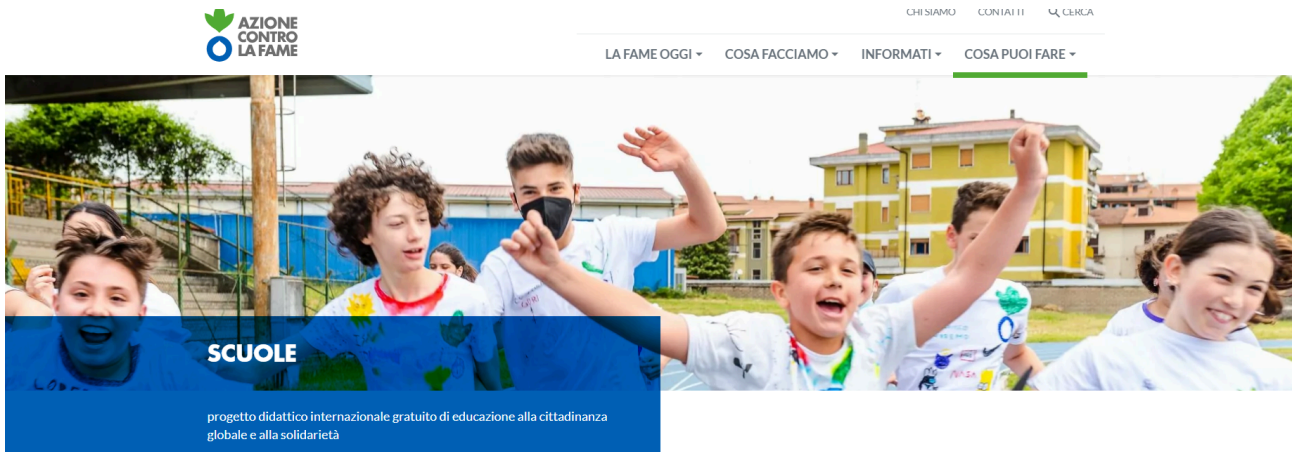 CHI SIAMO CONTATTI CERCA
AZIONE
CONTRO
LA FAME
LA FAME OGGI COSA FACCIAMO INFORMATI COSA PUOI FARE
SCUOLE
progetto didattico internazionale gratuito di educazione alla cittadinanza
globale e alla solidarietà